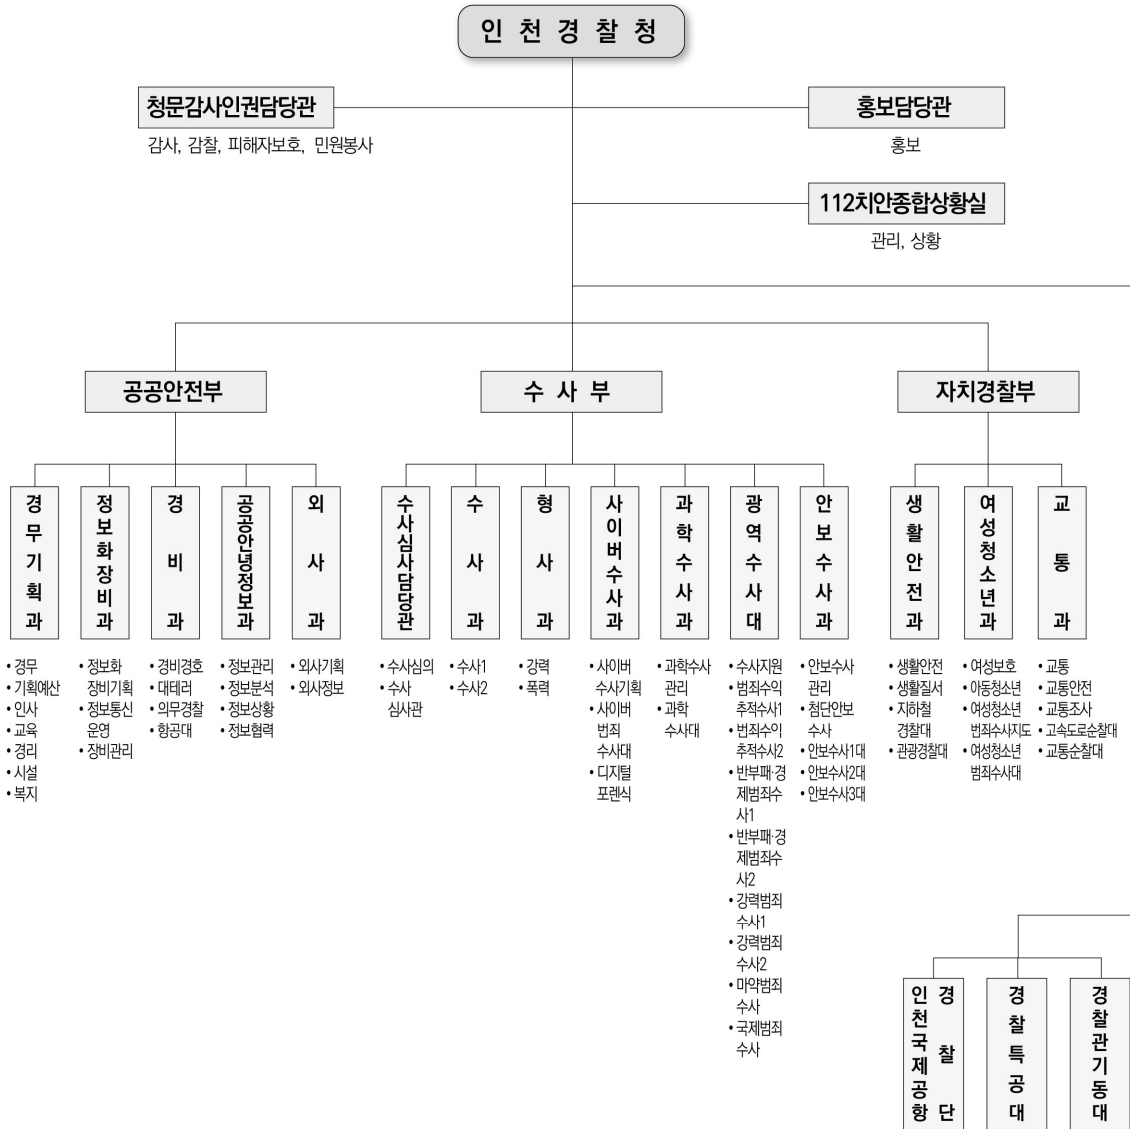 인 천 경 찰 청
청문감사인권담당관
감사, 감찰, 피해자보호, 민원봉사
홍보담당관
홍보
112치안종합상황실
관리, 상황
공공안전부
수 사 부
자치경찰부
경무기획과
정보화장비과
경비과
공공안녕정보과
외사과
수사심사담당관
수사과
형사과
사이버수사과
과학수사과
광역수사대
안보수사과
생활안전과
여성청소년과
교통과
• 경무
• 기획예산
• 인사
• 교육
• 경리
• 시설
• 복지
• 정보화
장비기획
• 정보통신
운영
• 장비관리
• 경비경호
• 대테러
• 의무경찰
• 항공대
• 정보관리
• 정보분석
• 정보상황
• 정보협력
• 외사기획
• 외사정보
• 수사심의
• 수사
심사관
• 수사1
• 수사2
• 강력
• 폭력
• 사이버
수사기획
• 사이버
범죄
수사대
• 디지털
포렌식
• 과학수사
관리
• 과학
수사대
• 수사지원
• 범죄수익
추적수사1
• 범죄수익
추적수사2
• 반부패·경
제범죄수
사1
• 반부패·경
제범죄수
사2
• 강력범죄
수사1
• 강력범죄
수사2
• 마약범죄
수사
• 국제범죄
수사
• 안보수사
관리
• 첨단안보
수사
• 안보수사1대
• 안보수사2대
• 안보수사3대
• 생활안전
• 생활질서
• 지하철
경찰대
• 관광경찰대
• 여성보호
• 아동청소년
• 여성청소년
범죄수사지도
• 여성청소년
범죄수사대
• 교통
• 교통안전
• 교통조사
• 고속도로순찰대
• 교통순찰대
인천국제공항
경찰단
경찰특공대
경찰관기동대